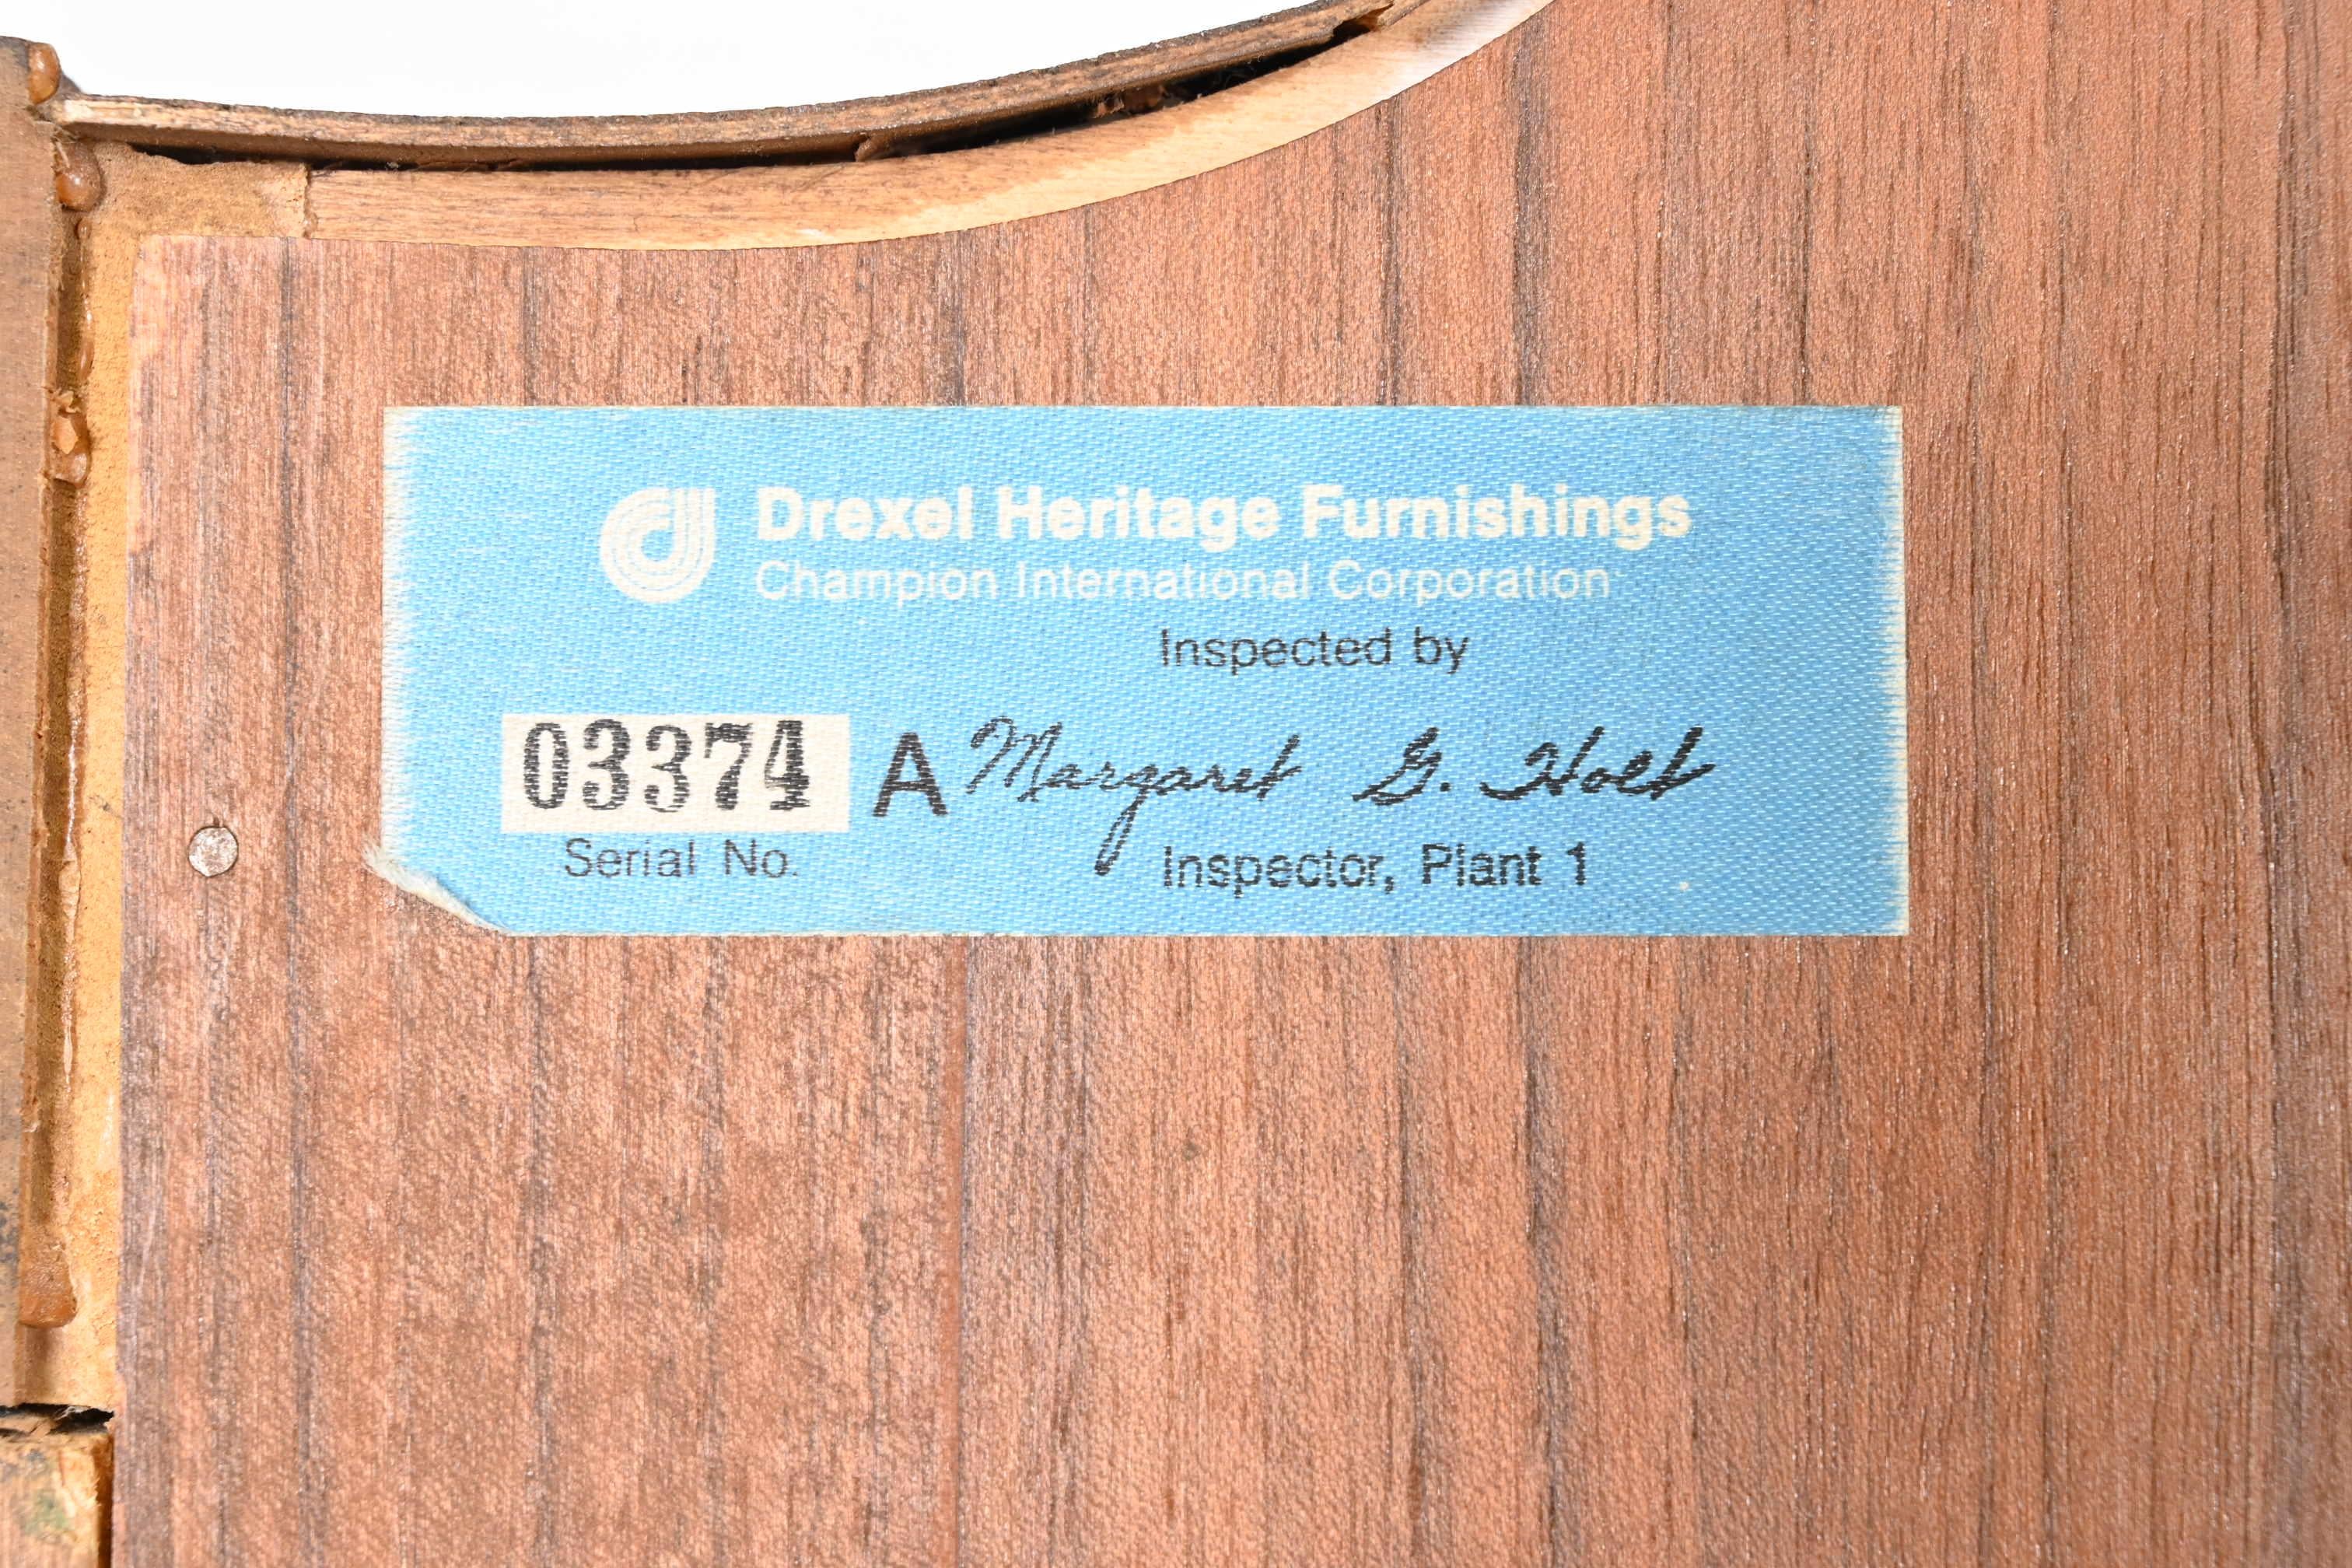 Drexel Heritage Furnishings
Champion International Corporation
Inspected by
03374 A Margaret G. Holt
Serial No. Inspector, Plant 1